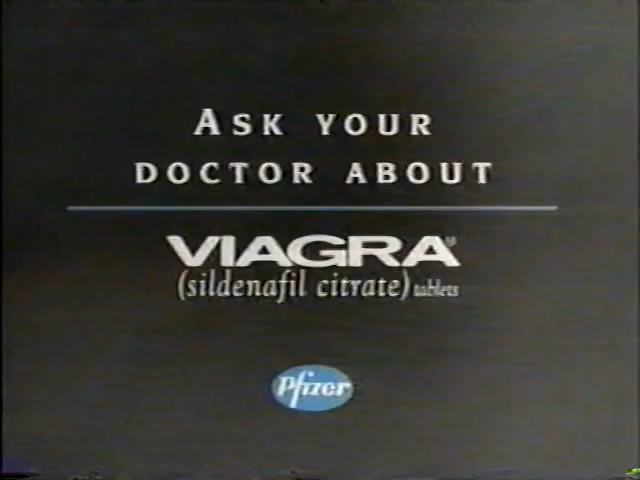 ASK YOUR
DOCTOR ABOUT
VIAGRA®
(sildenafil citrate) tablets
Pfizer